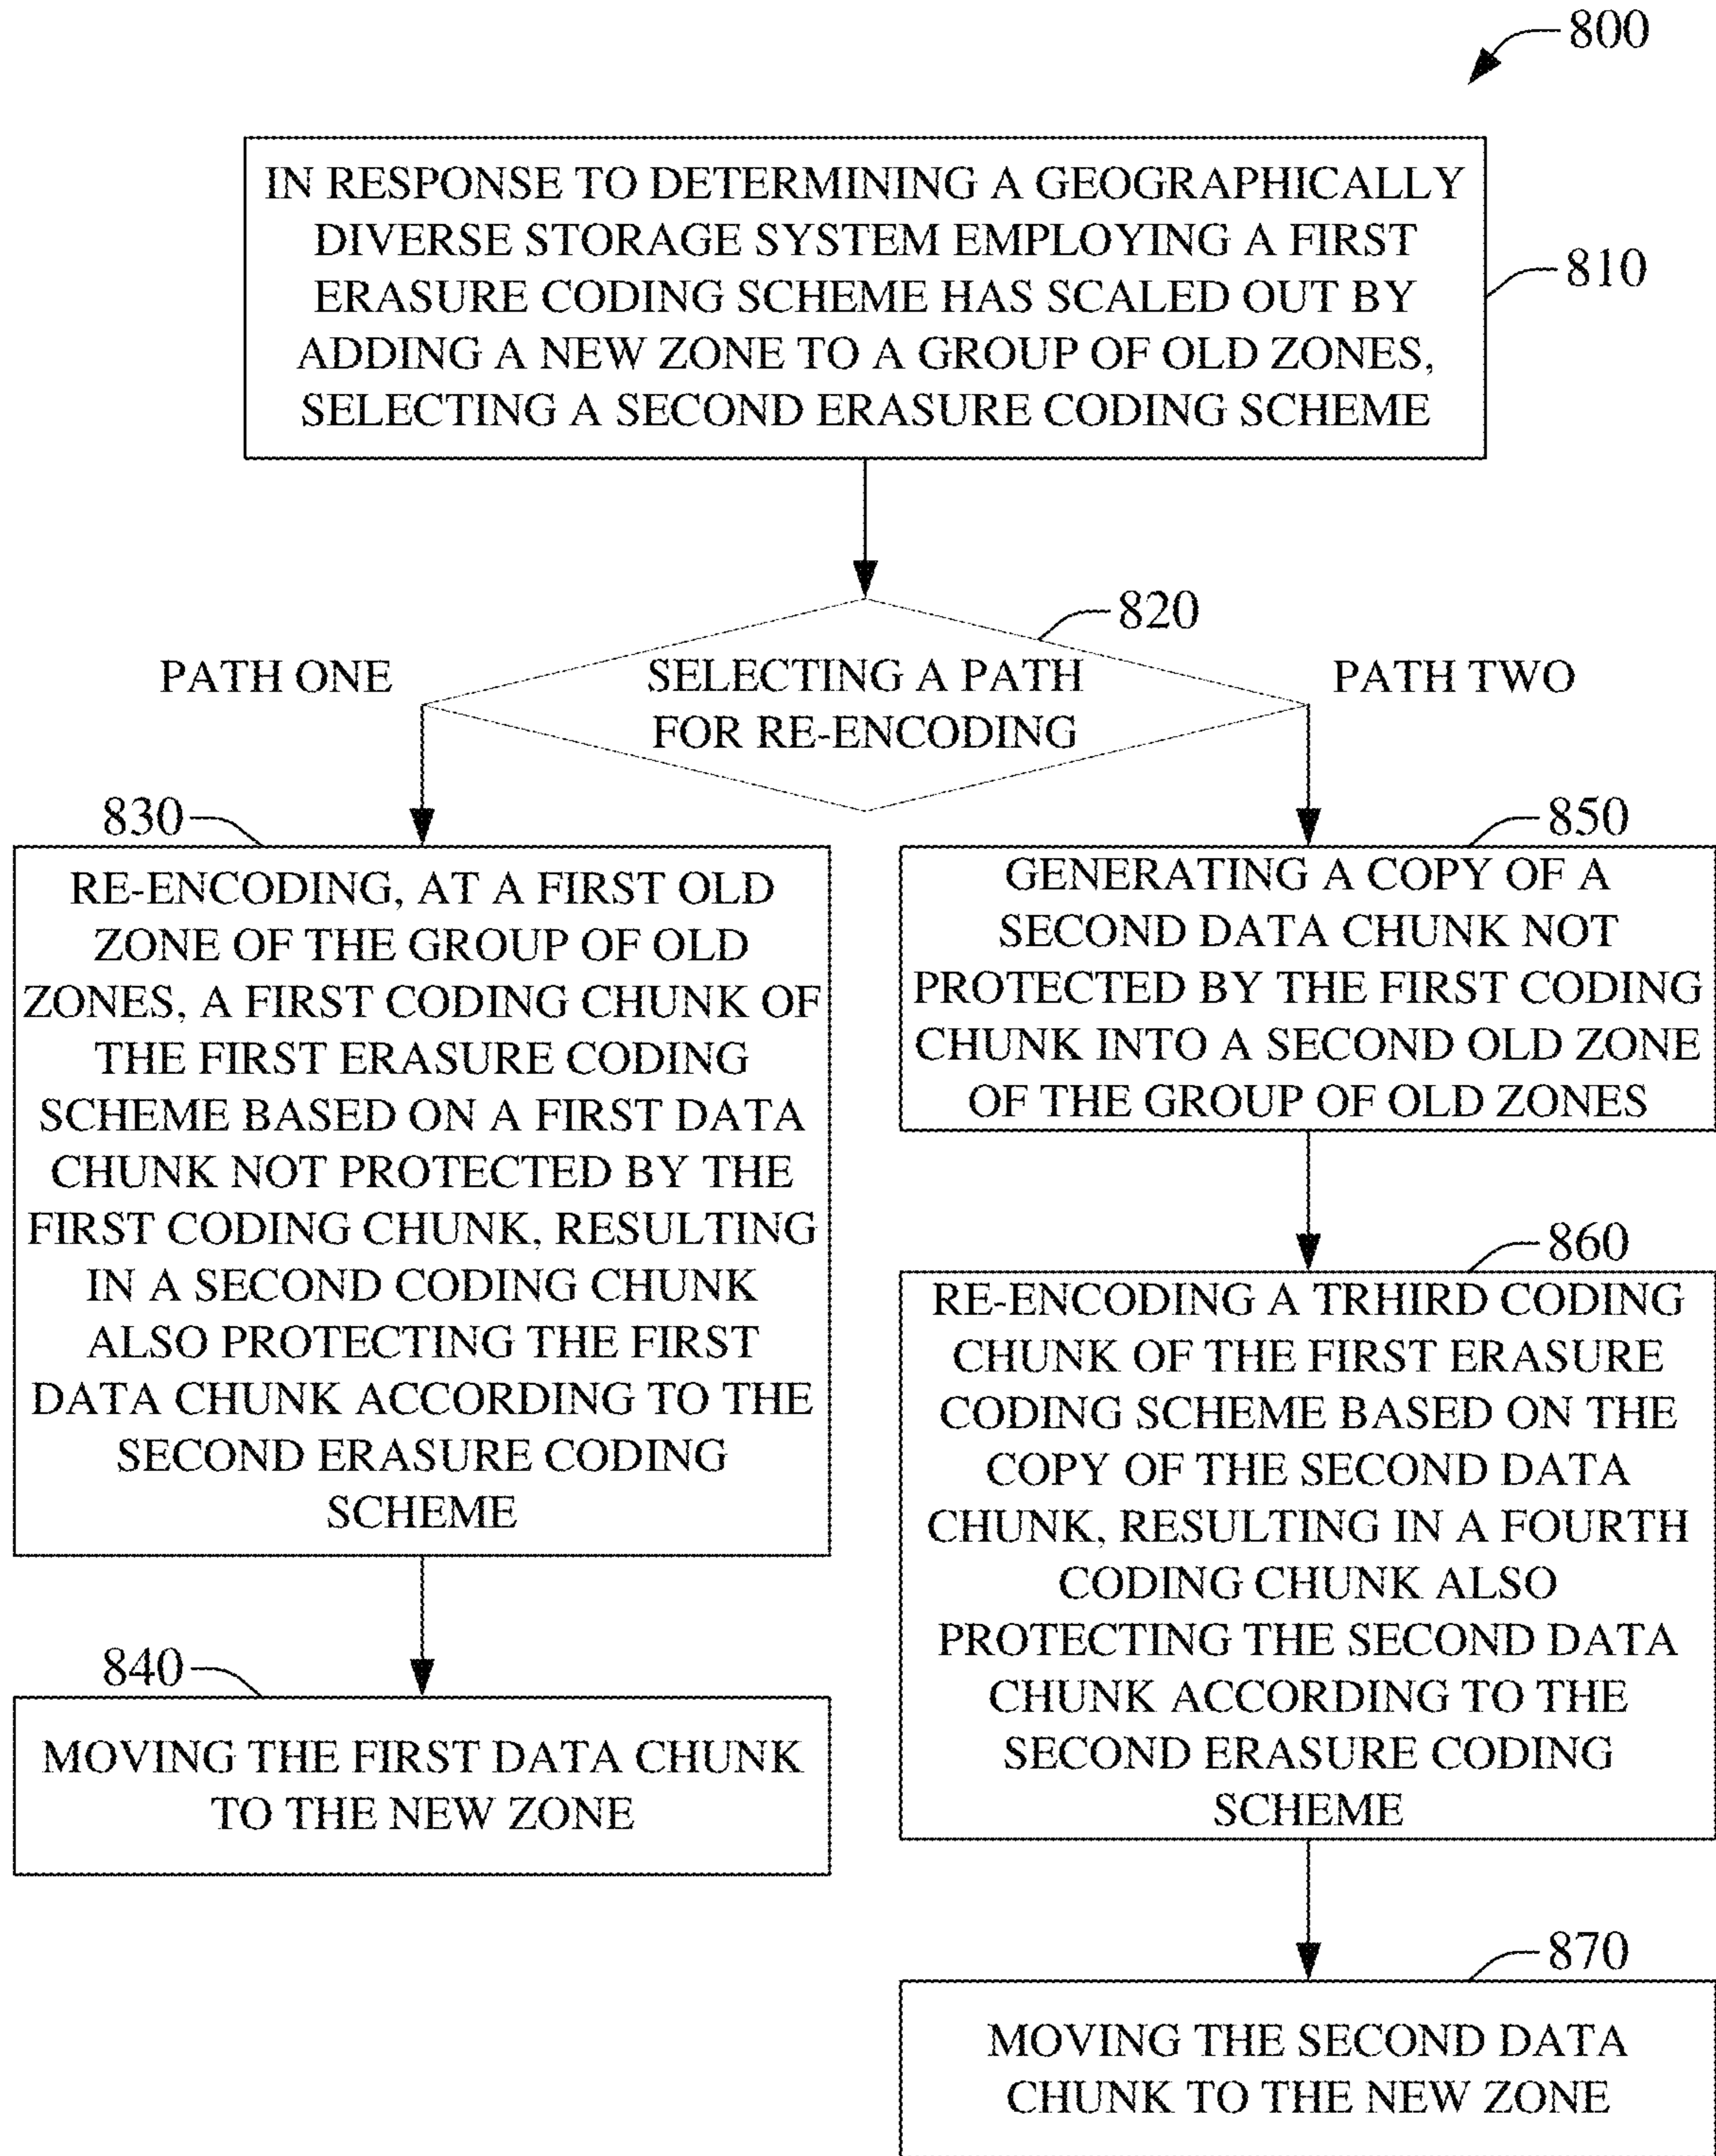 800
IN RESPONSE TO DETERMINING A GEOGRAPHICALLY
DIVERSE STORAGE SYSTEM EMPLOYING A FIRST
ERASURE CODING SCHEME HAS SCALED OUT BY
ADDING A NEW ZONE TO A GROUP OF OLD ZONES,
SELECTING A SECOND ERASURE CODING SCHEME
810
820
PATH ONE
SELECTING A PATH
FOR RE-ENCODING
PATH TWO
830
RE-ENCODING, AT A FIRST OLD
ZONE OF THE GROUP OF OLD
ZONES, A FIRST CODING CHUNK OF
THE FIRST ERASURE CODING
SCHEME BASED ON A FIRST DATA
CHUNK NOT PROTECTED BY THE
FIRST CODING CHUNK, RESULTING
IN A SECOND CODING CHUNK
ALSO PROTECTING THE FIRST
DATA CHUNK ACCORDING TO THE
SECOND ERASURE CODING
SCHEME
840
MOVING THE FIRST DATA CHUNK
TO THE NEW ZONE
850
GENERATING A COPY OF A
SECOND DATA CHUNK NOT
PROTECTED BY THE FIRST CODING
CHUNK INTO A SECOND OLD ZONE
OF THE GROUP OF OLD ZONES
860
RE-ENCODING A TRHIRD CODING
CHUNK OF THE FIRST ERASURE
CODING SCHEME BASED ON THE
COPY OF THE SECOND DATA
CHUNK, RESULTING IN A FOURTH
CODING CHUNK ALSO
PROTECTING THE SECOND DATA
CHUNK ACCORDING TO THE
SECOND ERASURE CODING
SCHEME
870
MOVING THE SECOND DATA
CHUNK TO THE NEW ZONE